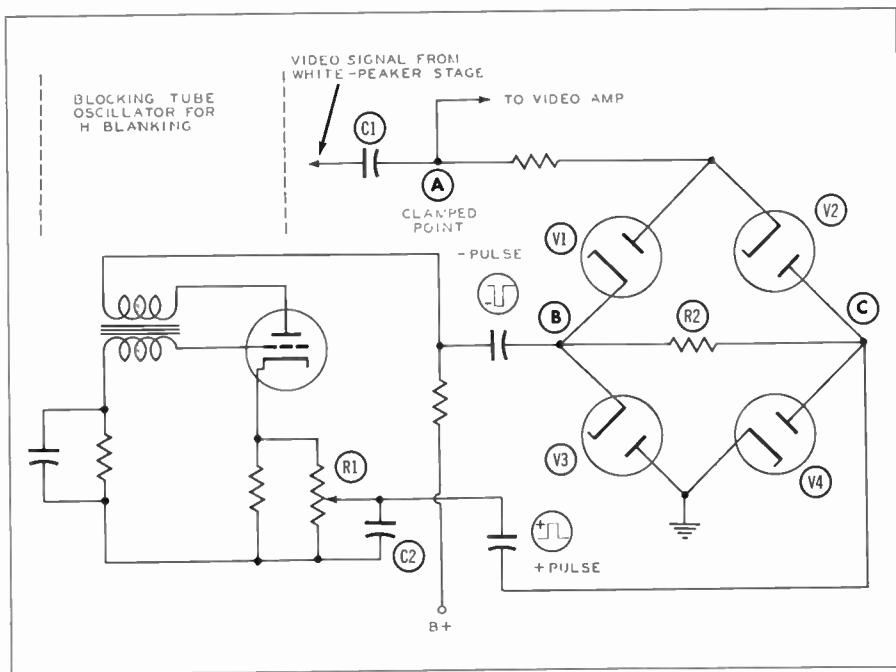 VIDEO SIGNAL FROM
WHITE-PEAKER STAGE
BLOCKING TUBE
OSCILLATOR FOR
H BLANKING
TO VIDEO AMP
C1
A
CLAMPED
POINT
V1
V2
- PULSE
-
B
R2
C
V3
V4
R1
C2
+
+ PULSE
B+